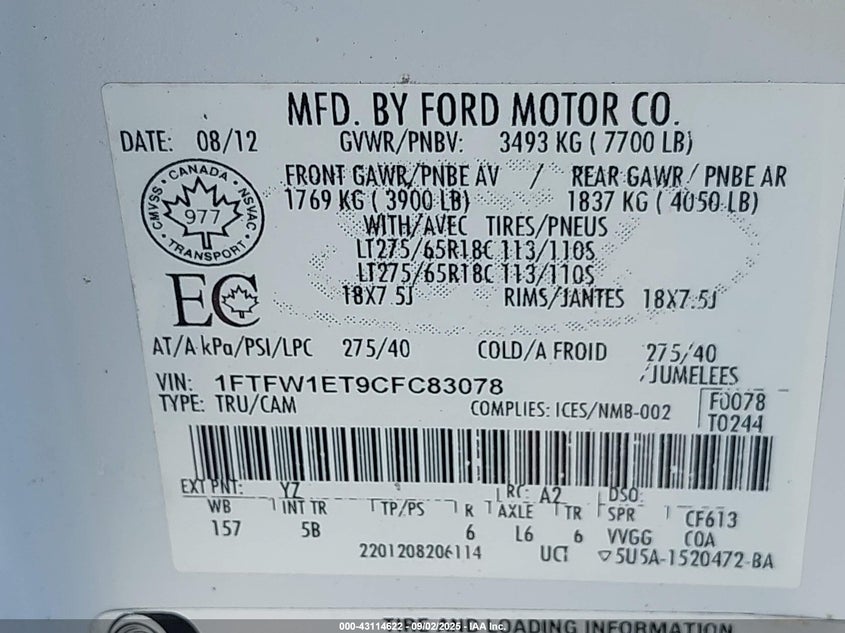 MFD. BY FORD MOTOR CO.
DATE: 08/12 GVWR/PNBV: 3493 KG ( 7700 LB)
FRONT GAWR/PNBE AV / REAR GAWR / PNBE AR
1769 KG ( 3900 LB) 1837 KG ( 4050 LB)
WITH/AVEC TIRES/PNEUS
CANADA CMVSS NSVAC 977 TRANSPORT
LT275/65R18C 113/110S
LT275/65R18C 113/110S
EC 18X7.5J RIMS/JANTES 18X7.5J
AT/A kPa/PSI/LPC 275/40 COLD/A FROID 275/40
/JUMELEES
VIN: 1FTFW1ET9CFC83078
TYPE: TRU/CAM COMPLIES: ICES/NMB-002 F0078
T0244
EXT PNT: YZ RC: A2 DSO:
WB INT TR TP/PS R AXLE TR SPR CF613
157 5B 6 L6 6 VVGG COA
2201208206114 UCT ▽5U5A-1520472-BA
LOADING INFORMATION
000-43114622 - 09/02/2025 - IAA Inc.